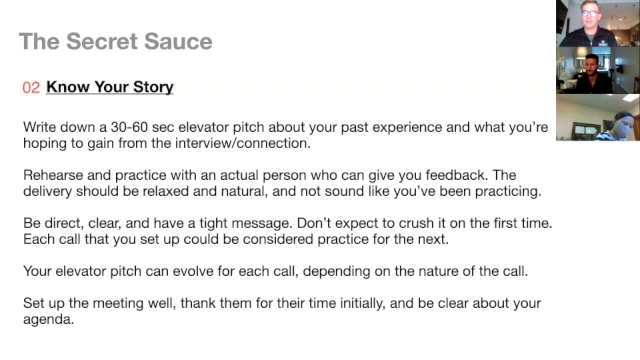 The Secret Sauce
02 Know Your Story
Write down a 30-60 sec elevator pitch about your past experience and what you're
hoping to gain from the interview/connection.
Rehearse and practice with an actual person who can give you feedback. The
delivery should be relaxed and natural, and not sound like you've been practicing.
Be direct, clear, and have a tight message. Don't expect to crush it on the first time.
Each call that you set up could be considered practice for the next.
Your elevator pitch can evolve for each call, depending on the nature of the call.
Set up the meeting well, thank them for their time initially, and be clear about your
agenda.